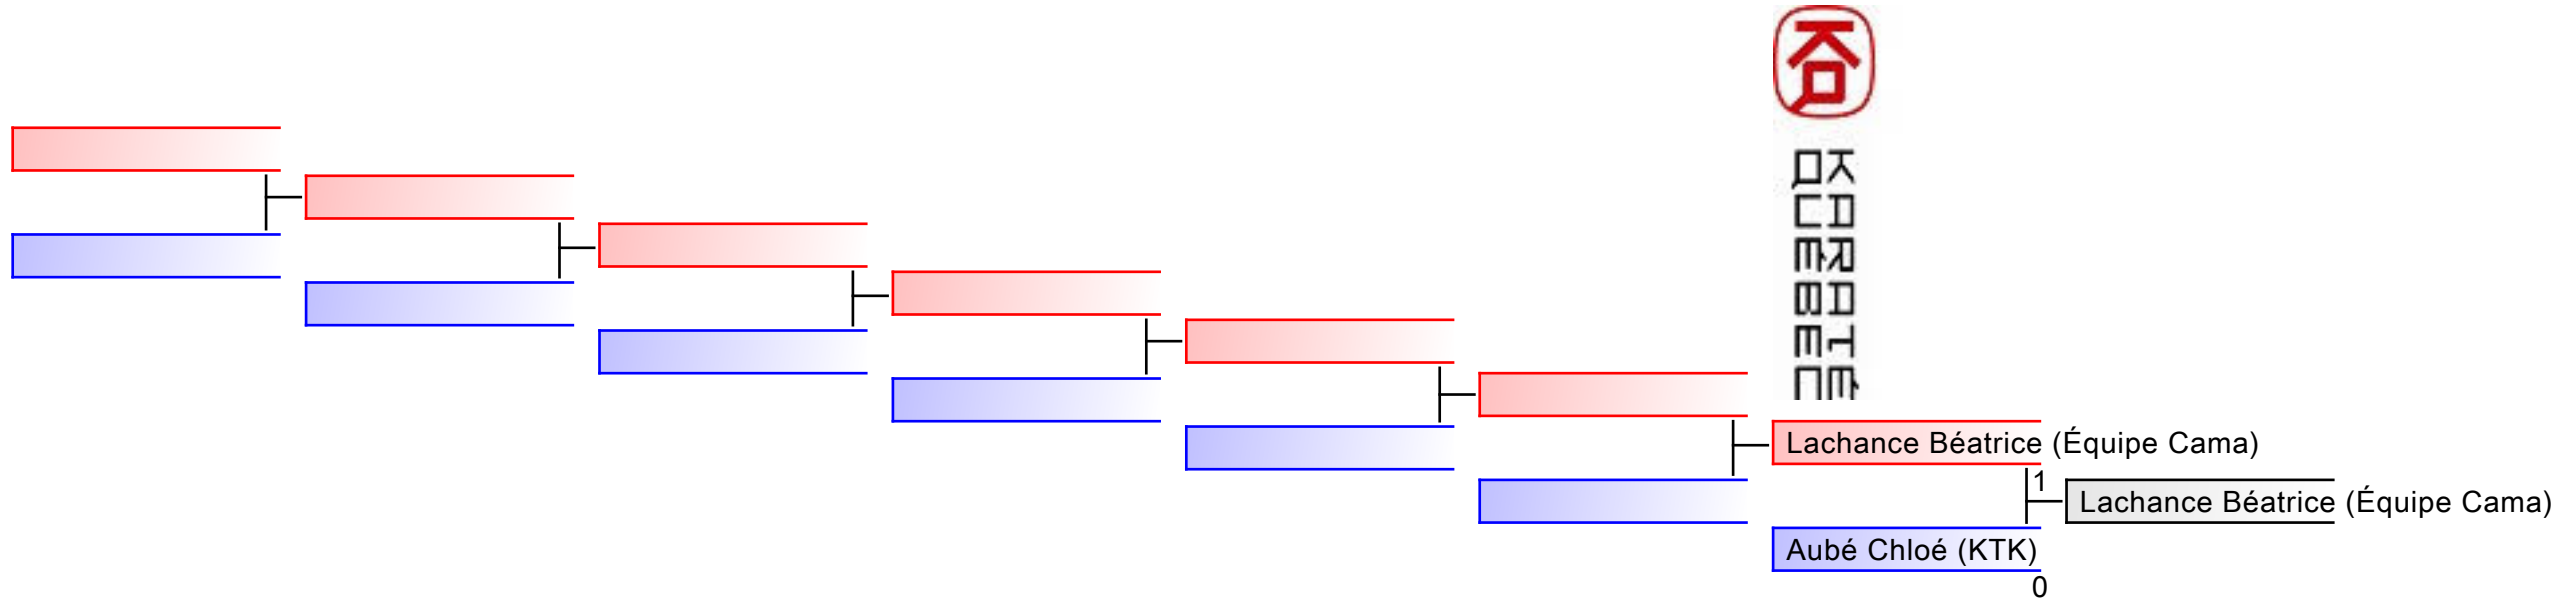 KARATÉ
QUÉBEC
Lachance Béatrice (Équipe Cama)
1
Lachance Béatrice (Équipe Cama)
Aubé Chloé (KTK)
0